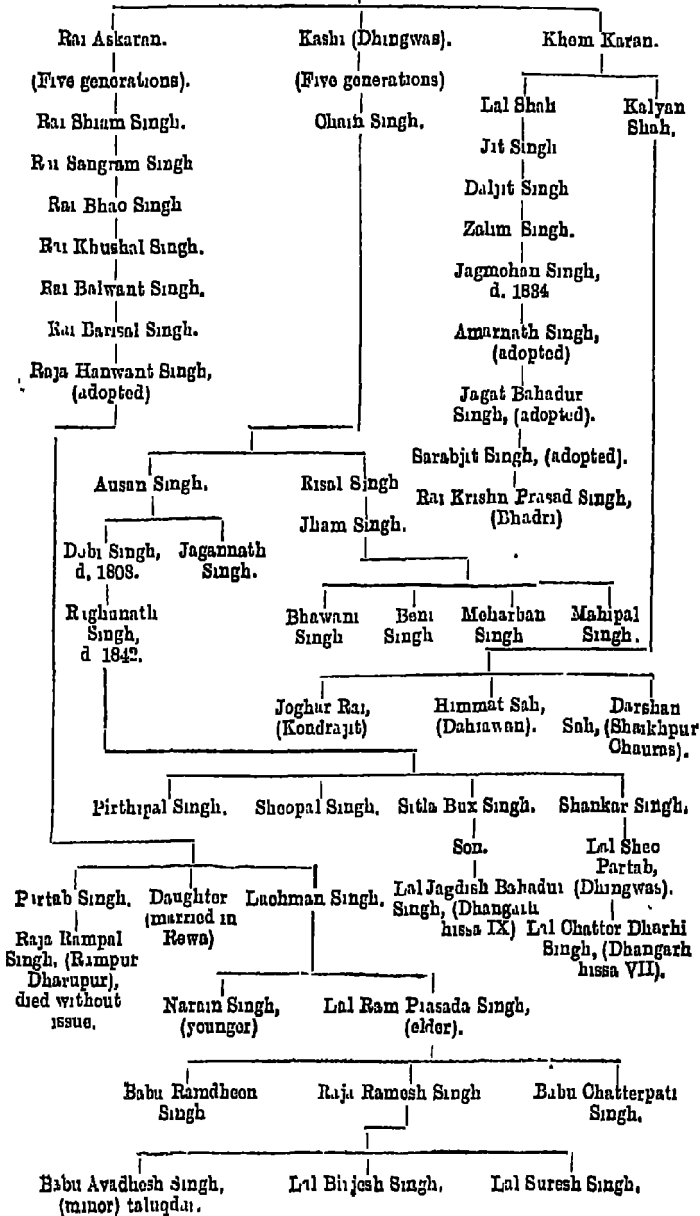 Rai Askaran.
Kashi (Dhingwas).
Khem Karan.
(Five generations).
(Five generations)
Lal Shah
Kalyan
Shah.
Rai Shiam Singh.
Chain Singh.
Jit Singh
Rai Sangram Singh
Daljit Singh
Rai Bhao Singh
Zalim Singh.
Rai Khushal Singh.
Jagmohan Singh,
d. 1834
Rai Balwant Singh.
Rai Barisal Singh.
Amarnath Singh,
(adopted)
Raja Hanwant Singh,
(adopted)
Jagat Bahadur
Singh, (adopted).
Sarabjit Singh, (adopted).
Ausan Singh.
Risal Singh
Rai Krishn Prasad Singh,
(Bhadri)
Jham Singh.
Debi Singh,
d. 1808.
Jagannath
Singh.
Righunath
Singh,
d 1842.
Bhawani
Singh
Beni
Singh
Meharban
Singh
Mahipal
Singh.
Joghur Rai,
(Kondrajit)
Himmat Sah,
(Dahiawan).
Darshan
Sah, (Shaikhpur
Chauras).
Pirthipal Singh.
Sheopal Singh.
Sitla Bux Singh.
Shankar Singh.
Son.
Lal Sheo
Partab,
(Dhingwas).
Partab Singh.
Daughter
(married in
Rewa)
Lachman Singh.
Lal Jagdish Bahadur
Singh, (Dhangarh
hissa IX)
Lal Chatter Dharhi
Singh, (Dhangarh
hissa VII).
Raja Rampal
Singh, (Rampur
Dharupur),
died without
issue.
Narain Singh,
(younger)
Lal Ram Prasada Singh,
(elder).
Babu Ramdheen
Singh
Raja Ramesh Singh
Babu Chatterpati
Singh.
Babu Avadhesh Singh,
(minor) taluqdar.
Lal Birjesh Singh.
Lal Suresh Singh.